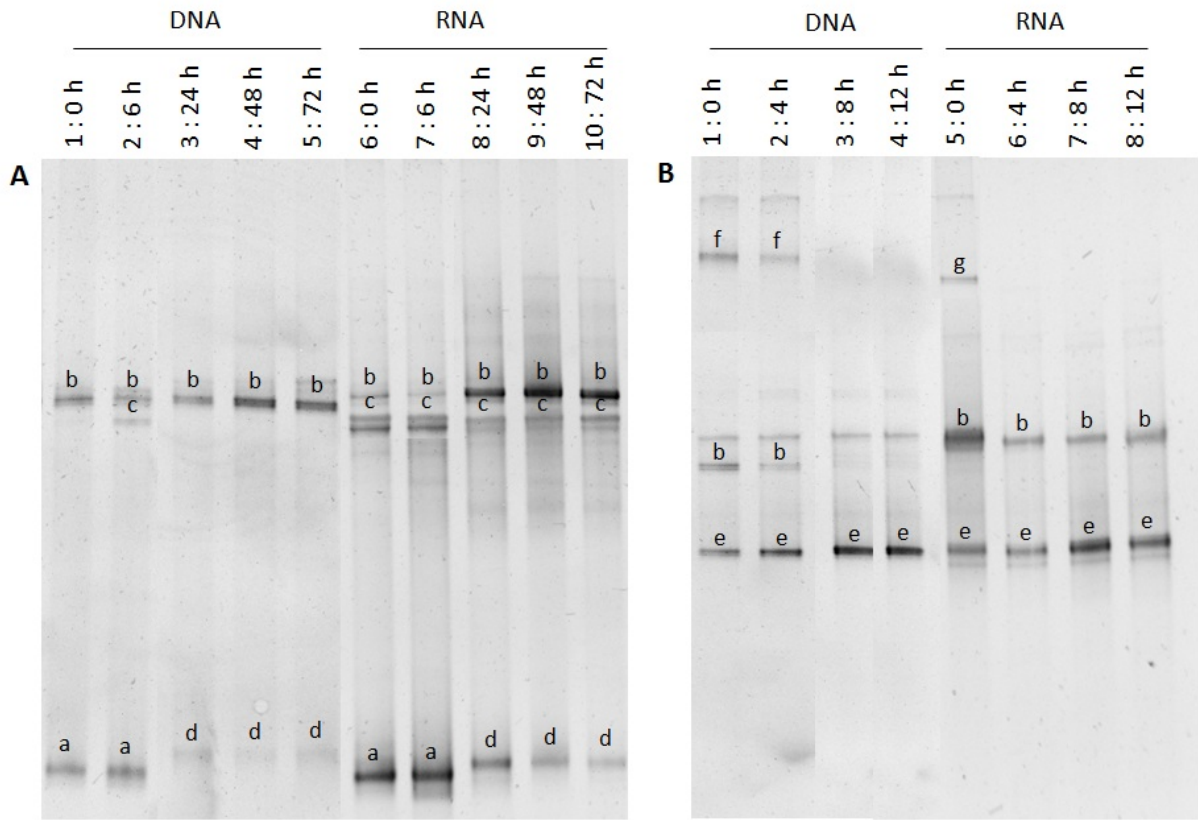 DNA RNA DNA RNA
1 : 0 h 2 : 6 h 3 : 24 h 4 : 48 h 5 : 72 h 6 : 0 h 7 : 6 h 8 : 24 h 9 : 48 h 10 : 72 h 1 : 0 h 2 : 4 h 3 : 8 h 4 : 12 h 5 : 0 h 6 : 4 h 7 : 8 h 8 : 12 h
A B
f f
g
b b b b b b b b b b
c c c c c c
b b b b
b b
e e e e e e e e
d d d d d d
a a a a